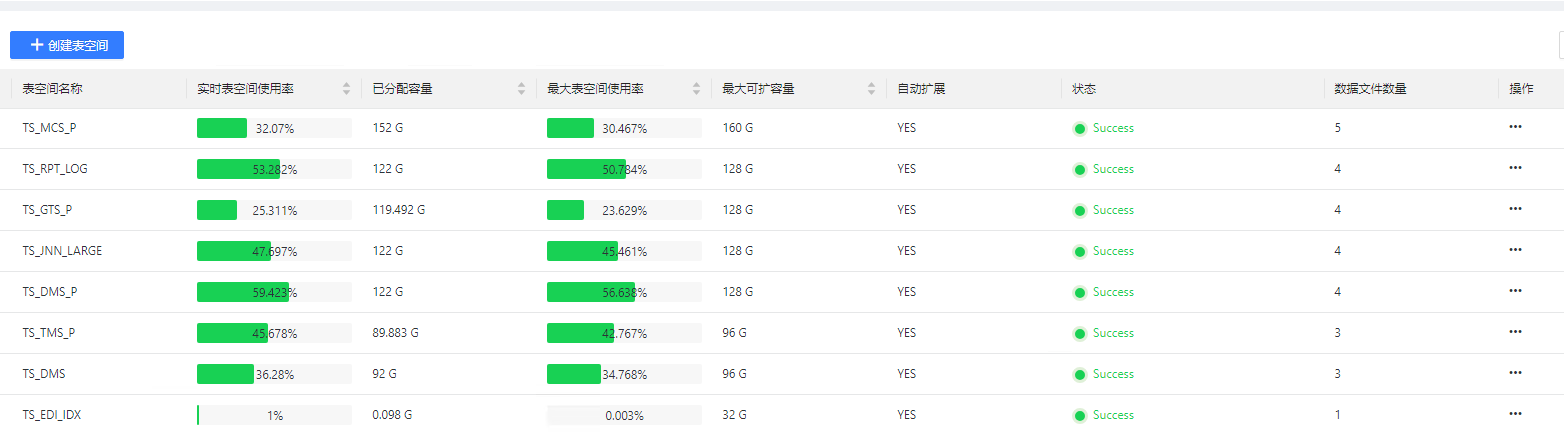 创建表空间
表空间名称 实时表空间使用率 已分配容量 最大表空间使用率 最大可扩容量 自动扩展 状态 数据文件数量 操作
TS_MCS_P 32.07% 152 G 30.467% 160 G YES Success 5 •••
TS_RPT_LOG 53.282% 122 G 50.784% 128 G YES Success 4 •••
TS_GTS_P 25.311% 119.492 G 23.629% 128 G YES Success 4 •••
TS_JNN_LARGE 47.697% 122 G 45.461% 128 G YES Success 4 •••
TS_DMS_P 59.423% 122 G 56.638% 128 G YES Success 4 •••
TS_TMS_P 45.678% 89.883 G 42.767% 96 G YES Success 3 •••
TS_DMS 36.28% 92 G 34.768% 96 G YES Success 3 •••
TS_EDI_IDX 1% 0.098 G 0.003% 32 G YES Success 1 •••